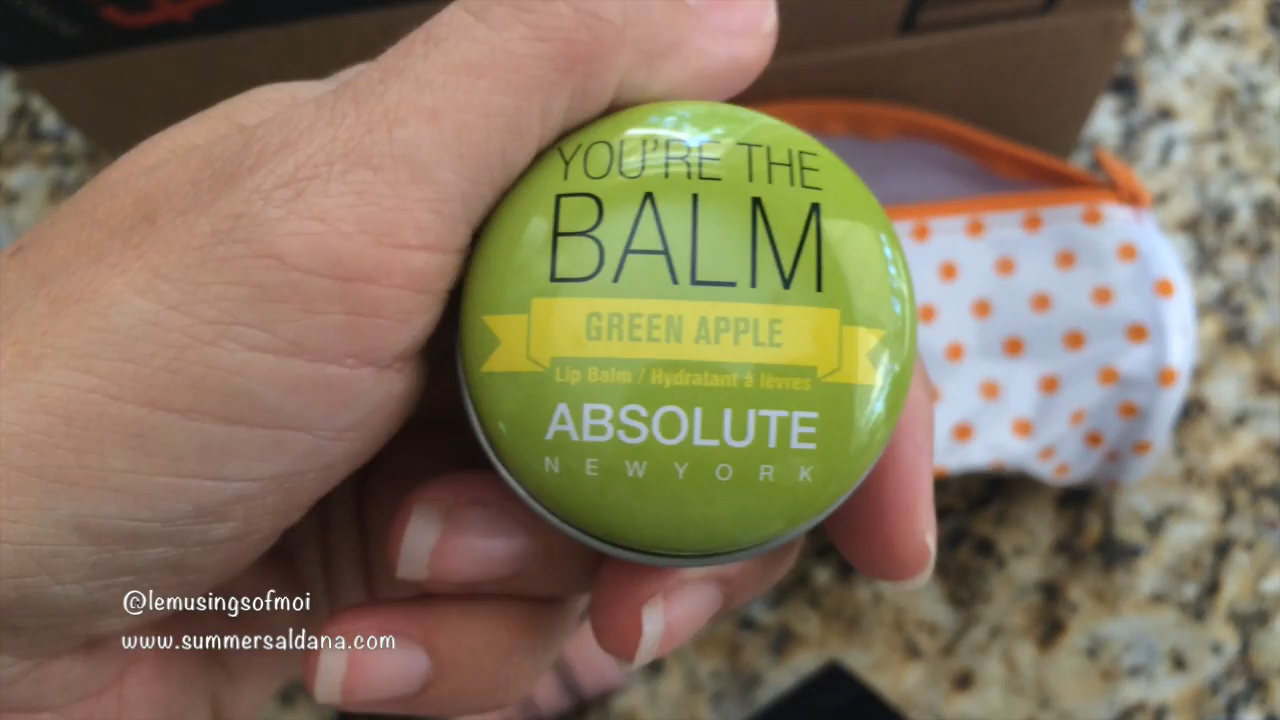 YOU'RE THE
BALM
GREEN APPLE
Lip Balm / Hydratant à lèvres
ABSOLUTE
NEW YORK
@lemusingsofmoi
www.summersaldana.com